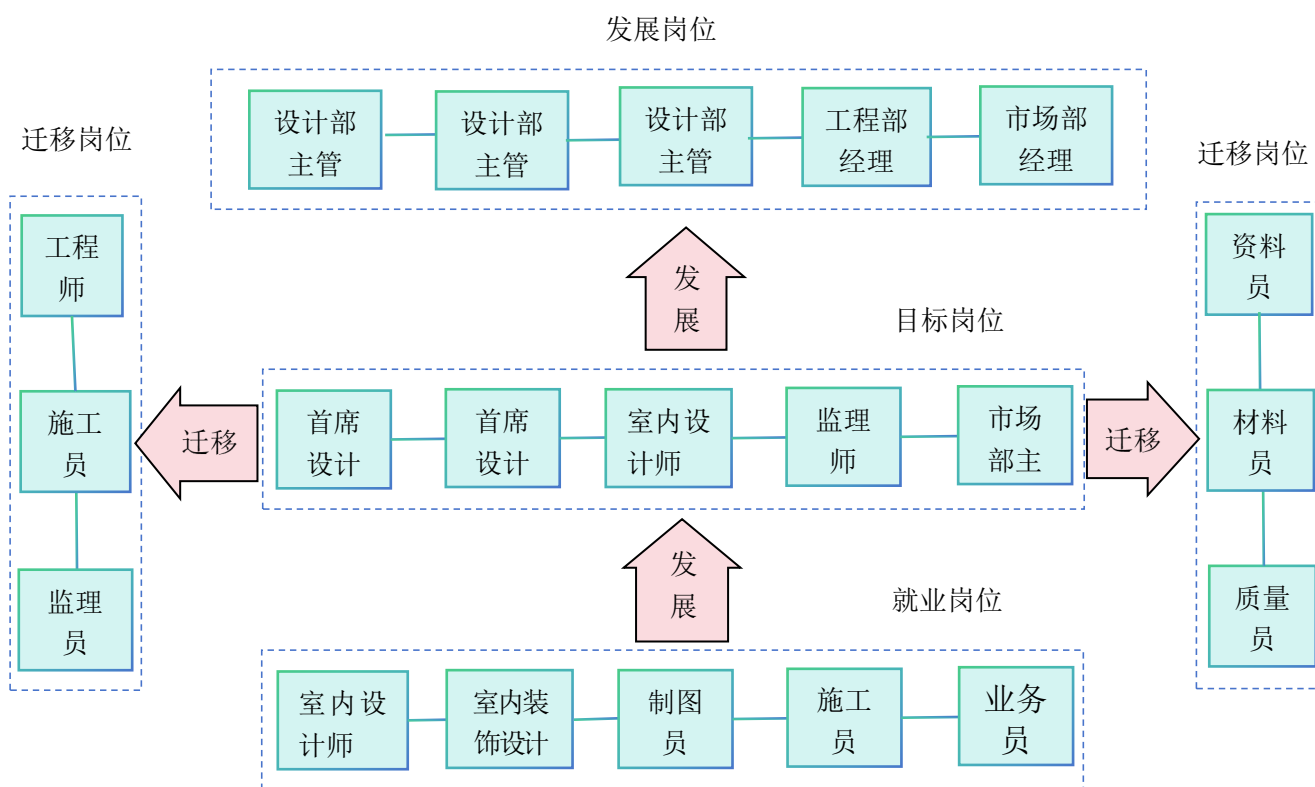 发展岗位
设计部
主管
设计部
主管
设计部
主管
工程部
经理
市场部
经理
迁移岗位
工程
师
施工
员
监理
员
迁移岗位
资料
员
材料
员
质量
员
发
展
目标岗位
迁移
首席
设计
首席
设计
室内设
计师
监理
师
市场
部主
迁移
发
展
就业岗位
室内设
计师
室内装
饰设计
制图
员
施工
员
业务
员